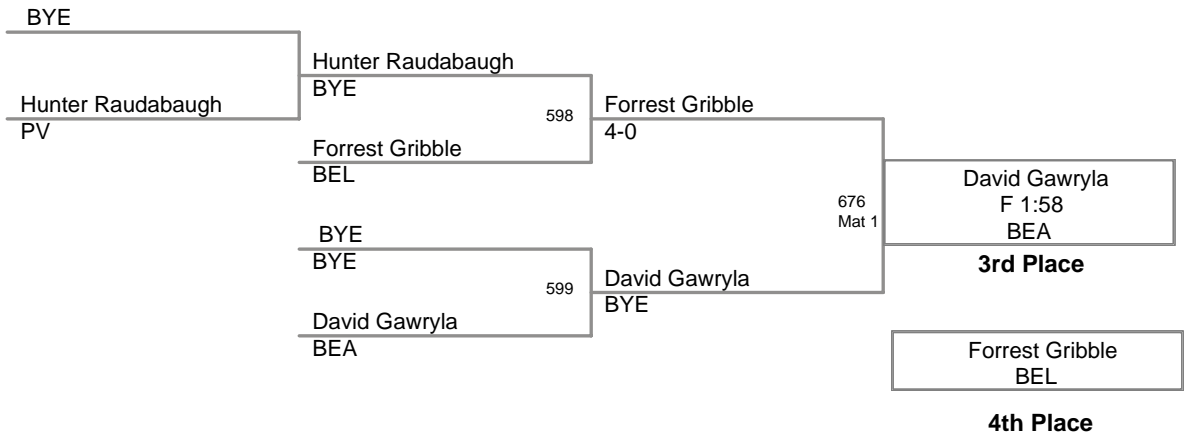 BYE
Hunter Raudabaugh
PV
Hunter Raudabaugh
BYE
598
Forrest Gribble
BEL
Forrest Gribble
4-0
BYE
BYE
599
David Gawryla
BEA
David Gawryla
BYE
676
Mat 1
David Gawryla
F 1:58
BEA
3rd Place
Forrest Gribble
BEL
4th Place